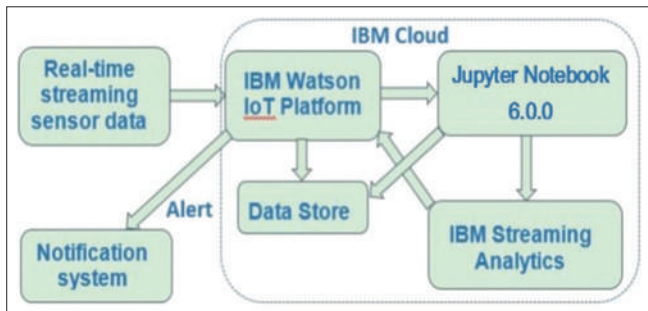 IBM Cloud
Real-time
streaming
sensor data
IBM Watson
IoT Platform
Jupyter Notebook
6.0.0
Alert
Data Store
Notification
system
IBM Streaming
Analytics